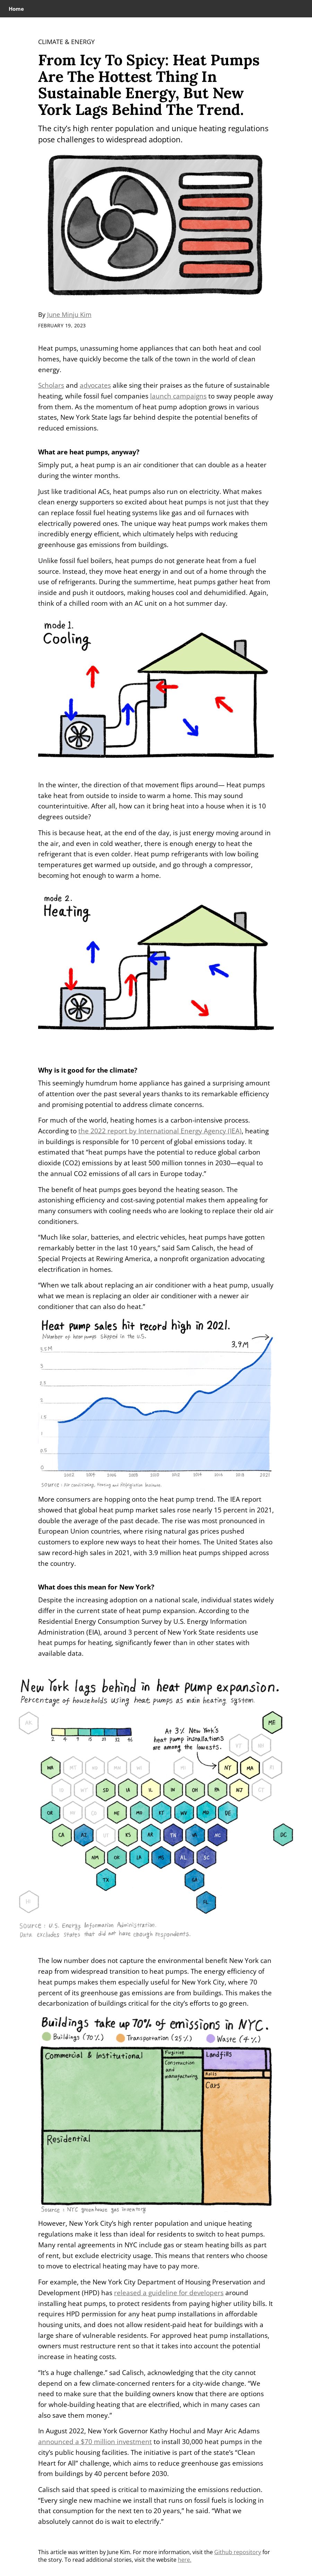 Home
CLIMATE & ENERGY
From Icy To Spicy: Heat Pumps
Are The Hottest Thing In
Sustainable Energy, But New
York Lags Behind The Trend.
The city's high renter population and unique heating regulations
pose challenges to widespread adoption.
By June Minju Kim
FEBRUARY 19, 2023
Heat pumps, unassuming home appliances that can both heat and cool
homes, have quickly become the talk of the town in the world of clean
energy.
Scholars and advocates alike sing their praises as the future of sustainable
heating, while fossil fuel companies launch campaigns to sway people away
from them. As the momentum of heat pump adoption grows in various
states, New York State lags far behind despite the potential benefits of
reduced emissions.
What are heat pumps, anyway?
Simply put, a heat pump is an air conditioner that can double as a heater
during the winter months.
Just like traditional ACs, heat pumps also run on electricity. What makes
clean energy supporters so excited about heat pumps is not just that they
can replace fossil fuel heating systems like gas and oil furnaces with
electrically powered ones. The unique way heat pumps work makes them
incredibly energy efficient, which ultimately helps with reducing
greenhouse gas emissions from buildings.
Unlike fossil fuel boilers, heat pumps do not generate heat from a fuel
source. Instead, they move heat energy in and out of a home through the
use of refrigerants. During the summertime, heat pumps gather heat from
inside and push it outdoors, making houses cool and dehumidified. Again,
think of a chilled room with an AC unit on a hot summer day.
mode 1.
Cooling
In the winter, the direction of that movement flips around— Heat pumps
take heat from outside to inside to warm a home. This may sound
counterintuitive. After all, how can it bring heat into a house when it is 10
degrees outside?
This is because heat, at the end of the day, is just energy moving around in
the air, and even in cold weather, there is enough energy to heat the
refrigerant that is even colder. Heat pump refrigerants with low boiling
temperatures get warmed up outside, and go through a compressor,
becoming hot enough to warm a home.
mode 2.
Heating
Why is it good for the climate?
This seemingly humdrum home appliance has gained a surprising amount
of attention over the past several years thanks to its remarkable efficiency
and promising potential to address climate concerns.
For much of the world, heating homes is a carbon-intensive process.
According to the 2022 report by International Energy Agency (IEA), heating
in buildings is responsible for 10 percent of global emissions today. It
estimated that "heat pumps have the potential to reduce global carbon
dioxide (CO2) emissions by at least 500 million tonnes in 2030—equal to
the annual CO2 emissions of all cars in Europe today."
The benefit of heat pumps goes beyond the heating season. The
astonishing efficiency and cost-saving potential makes them appealing for
many consumers with cooling needs who are looking to replace their old air
conditioners.
"Much like solar, batteries, and electric vehicles, heat pumps have gotten
remarkably better in the last 10 years," said Sam Calisch, the head of
Special Projects at Rewiring America, a nonprofit organization advocating
electrification in homes.
"When we talk about replacing an air conditioner with a heat pump, usually
what we mean is replacing an older air conditioner with a newer air
conditioner that can also do heat."
Heat pump sales hit record high in 2021.
Number of heat pumps shipped in the U.S.
3.9M
3.5M
3
2.5
2
1.5
1
0.5
0
2002 2004 2006 2008 2010 2012 2014 2016 2018 2021
Source: Air conditioning, Heating and Refrigeration Institute.
More consumers are hopping onto the heat pump trend. The IEA report
showed that global heat pump market sales rose nearly 15 percent in 2021,
double the average of the past decade. The rise was most pronounced in
European Union countries, where rising natural gas prices pushed
customers to explore new ways to heat their homes. The United States also
saw record-high sales in 2021, with 3.9 million heat pumps shipped across
the country.
What does this mean for New York?
Despite the increasing adoption on a national scale, individual states widely
differ in the current state of heat pump expansion. According to the
Residential Energy Consumption Survey by U.S. Energy Information
Administration (EIA), around 3 percent of New York State residents use
heat pumps for heating, significantly fewer than in other states with
available data.
New York lags behind in heat pump expansion.
Percentage of households using heat pumps as main heating system.
AK ME
2 4 9 15 21 32 46
At 3% New York's
heat pump installations
are among the lowests.
VT NH
WA MT ND MN WI MI NY MA RI
ID WY SD IA IL IN OH PA NJ CT
OR NV CO NE MO KY WV MD DE
CA AZ UT KS AR TN VA NC DC
NM OK LA MS AL SC
TX GA
HI FL
Source: U.S. Energy Information Administration
Data excludes states that did not have enough respondents.
The low number does not capture the environmental benefit New York can
reap from widespread transition to heat pumps. The energy efficiency of
heat pumps makes them especially useful for New York City, where 70
percent of its greenhouse gas emissions are from buildings. This makes the
decarbonization of buildings critical for the city's efforts to go green.
Buildings take up 70% of emissions in NYC.
Buildings (70%) Transporation (25%) Waste (4%)
Commercial & Institutional
Fugitive
Construction
and
manufacturing
Landfills
Cars
Residential
Source: NYC greenhouse gas inventory
However, New York City's high renter population and unique heating
regulations make it less than ideal for residents to switch to heat pumps.
Many rental agreements in NYC include gas or steam heating bills as part
of rent, but exclude electricity usage. This means that renters who choose
to move to electrical heating may have to pay more.
For example, the New York City Department of Housing Preservation and
Development (HPD) has released a guideline for developers around
installing heat pumps, to protect residents from paying higher utility bills. It
requires HPD permission for any heat pump installations in affordable
housing units, and does not allow resident-paid heat for buildings with a
large share of vulnerable residents. For approved heat pump installations,
owners must restructure rent so that it takes into account the potential
increase in heating costs.
"It's a huge challenge." sad Calisch, acknowledging that the city cannot
depend on a few climate-concerned renters for a city-wide change. "We
need to make sure that the building owners know that there are options
for whole-building heating that are electrified, which in many cases can
also save them money."
In August 2022, New York Governor Kathy Hochul and Mayr Aric Adams
announced a $70 million investment to install 30,000 heat pumps in the
city's public housing facilities. The initiative is part of the state's "Clean
Heart for All" challenge, which aims to reduce greenhouse gas emissions
from buildings by 40 percent before 2030.
Calisch said that speed is critical to maximizing the emissions reduction.
"Every single new machine we install that runs on fossil fuels is locking in
that consumption for the next ten to 20 years," he said. "What we
absolutely cannot do is wait to electrify."
This article was written by June Kim. For more information, visit the Github repository for
the story. To read additional stories, visit the website here.